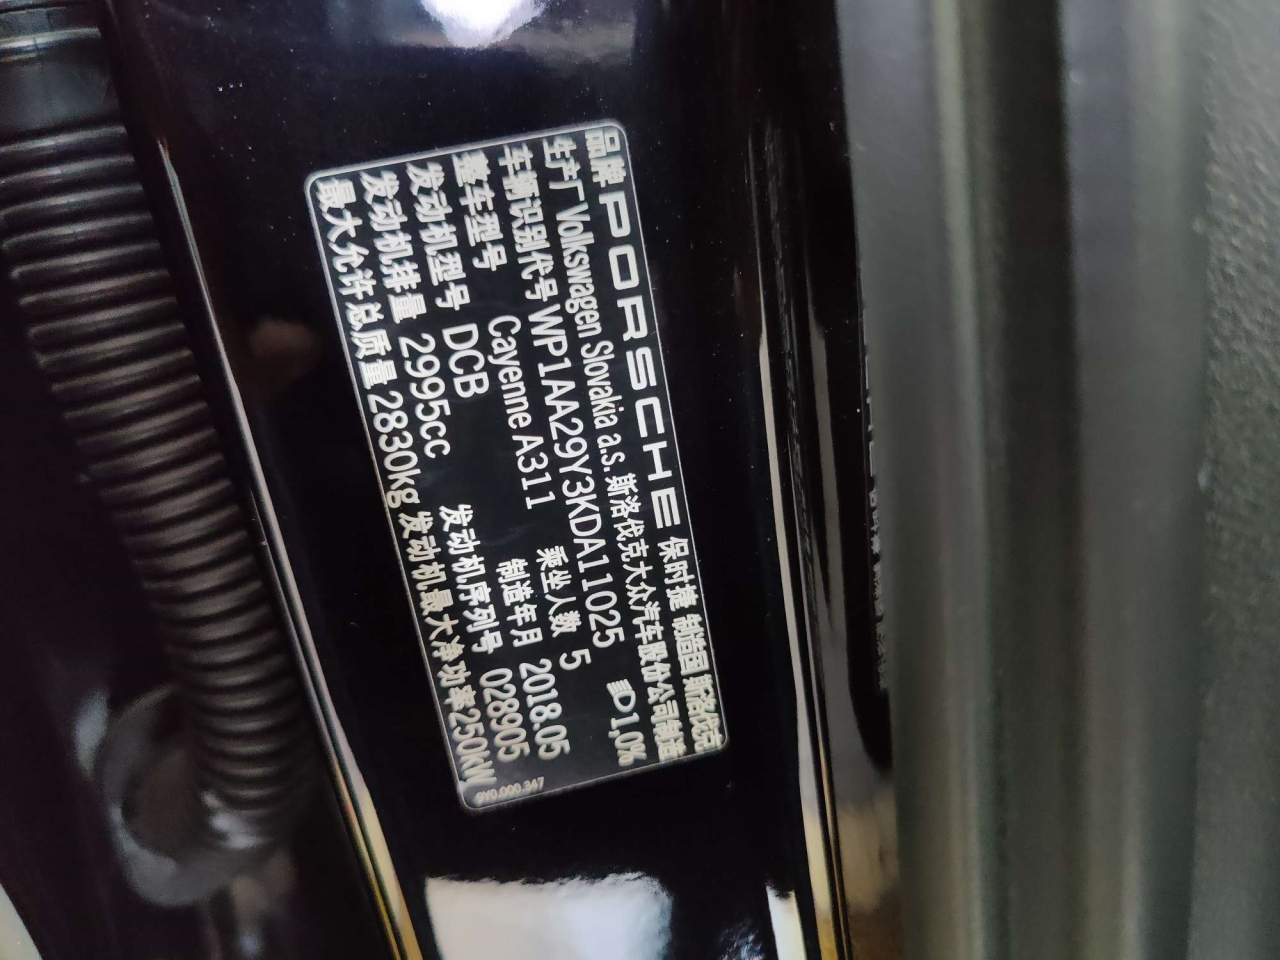 品牌 PORSCHE 保时捷 制造国 斯洛伐克
生产厂 Volkswagen Slovakia a.s. 斯洛伐克大众汽车股份公司制造
车辆识别代号 WP1AA29Y3KDA11025 1,0%
整车型号 Cayenne A311 乘坐人数 5
发动机型号 DCB 制造年月 2018.05
发动机排量 2995cc 发动机序列号 028905
最大允许总质量 2830kg 发动机最大净功率 250kW
9Y0.000.347